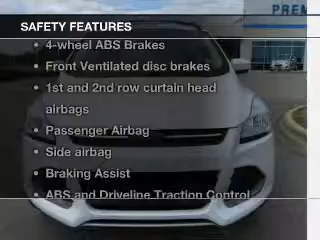 PREM
SAFETY FEATURES
• 4-wheel ABS Brakes
• Front Ventilated disc brakes
• 1st and 2nd row curtain head
airbags
• Passenger Airbag
• Side airbag
• Braking Assist
• ABS and Driveline Traction Control